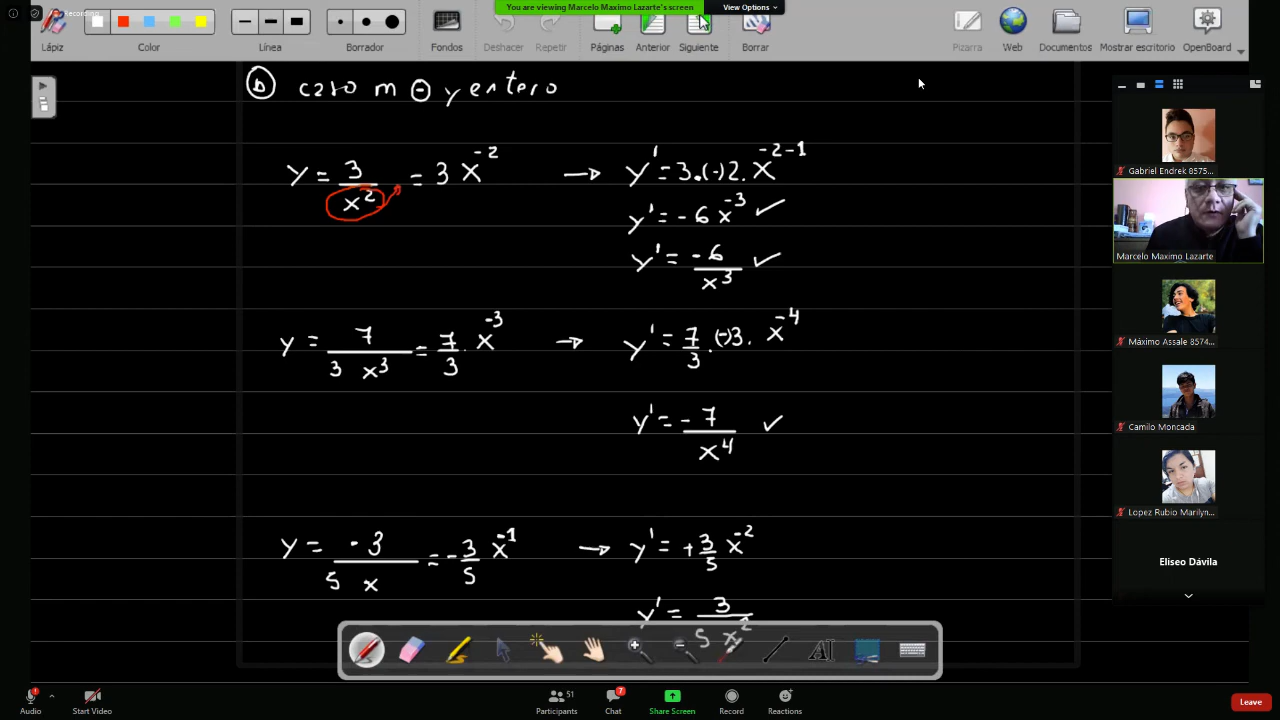 Recording
You are viewing Marcelo Maximo Lazarte's screen
View Options
Lápiz
Color
Línea
Borrador
Fondos
Deshacer
Repetir
Páginas
Anterior
Siguiente
Borrar
Pizarra
Web
Documentos
Mostrar escritorio
OpenBoard
b caso m ⊖ y entero
y = 3/x² = 3 x⁻² → y' = 3.(-)2. x⁻²⁻¹
y' = -6 x⁻³ ✓
y' = -6/x³ ✓
y = 7/(3 x³) = 7/3 . x⁻³ → y' = 7/3 .(-)3. x⁻⁴
y' = - 7/x⁴ ✓
y = -3/(5 x) = -3/5 x⁻¹ → y' = +3/5 x⁻²
y' = 3/(5 x²)
Gabriel Endrek 8575...
Marcelo Maximo Lazarte
Máximo Assale 8574...
Camilo Moncada
Lopez Rubio Marilyn...
Eliseo Dávila
Audio
Start Video
Participants
51
Chat
7
Share Screen
Record
Reactions
Leave